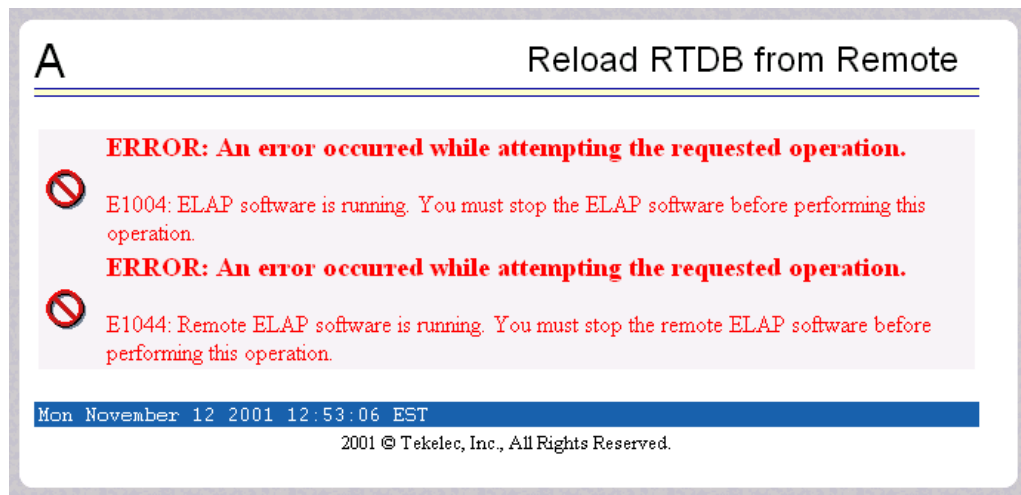 A
Reload RTDB from Remote
ERROR: An error occurred while attempting the requested operation.
E1004: ELAP software is running. You must stop the ELAP software before performing this
operation.
ERROR: An error occurred while attempting the requested operation.
E1044: Remote ELAP software is running. You must stop the remote ELAP software before
performing this operation.
Mon November 12 2001 12:53:06 EST
2001 © Tekelec, Inc., All Rights Reserved.